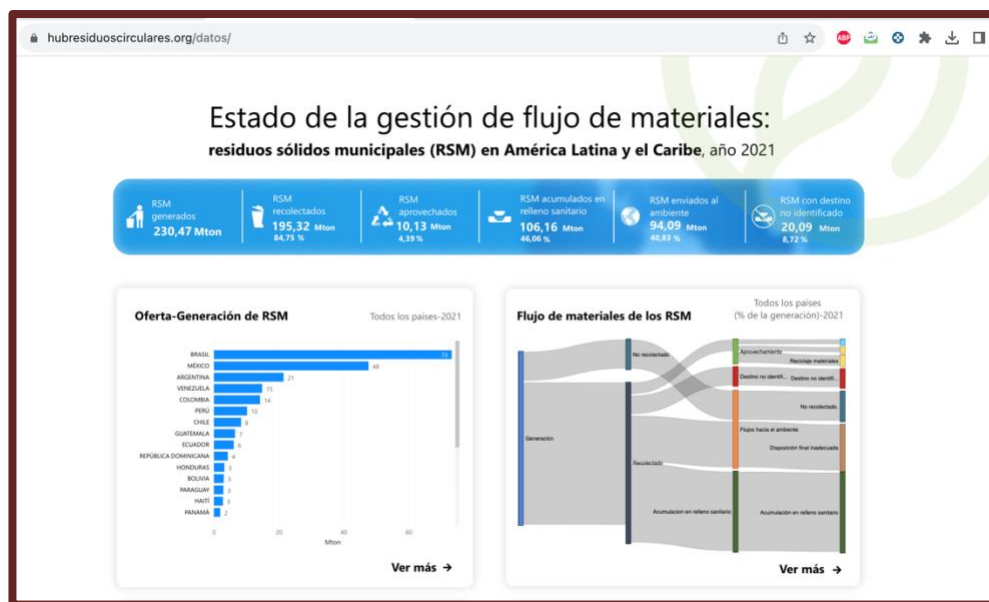 hubresiduoscirculares.org/datos/
ABP
Estado de la gestión de flujo de materiales:
residuos sólidos municipales (RSM) en América Latina y el Caribe, año 2021
RSM
generados
230,47 Mton
RSM
recolectados
195,32 Mton
84,75 %
RSM
aprovechados
10,13 Mton
4,39 %
RSM acumulados en
relleno sanitario
106,16 Mton
46,06 %
RSM enviados al
ambiente
94,09 Mton
40,83 %
RSM con destino
no identificado
20,09 Mton
8,72 %
Oferta-Generación de RSM
Todos los países-2021
BRASIL 73
MÉXICO 48
ARGENTINA 21
VENEZUELA 15
COLOMBIA 14
PERÚ 10
CHILE 8
GUATEMALA 7
ECUADOR 6
REPÚBLICA DOMINICANA 4
HONDURAS 3
BOLIVIA 3
PARAGUAY 3
HAITÍ 3
PANAMÁ 2
0 20 40 60
Mton
Ver más →
Flujo de materiales de los RSM
Todos los países
(% de la generación)-2021
Generación
No recolectado
Recolectado
Aprovechamiento
Reciclaje materiales
Destino no identifi... Destino no identifi...
No recolectado
Flujos hacia el ambiente
Disposición final inadecuada
Acumulacion en relleno sanitario Acumulación en relleno sanitario
Ver más →